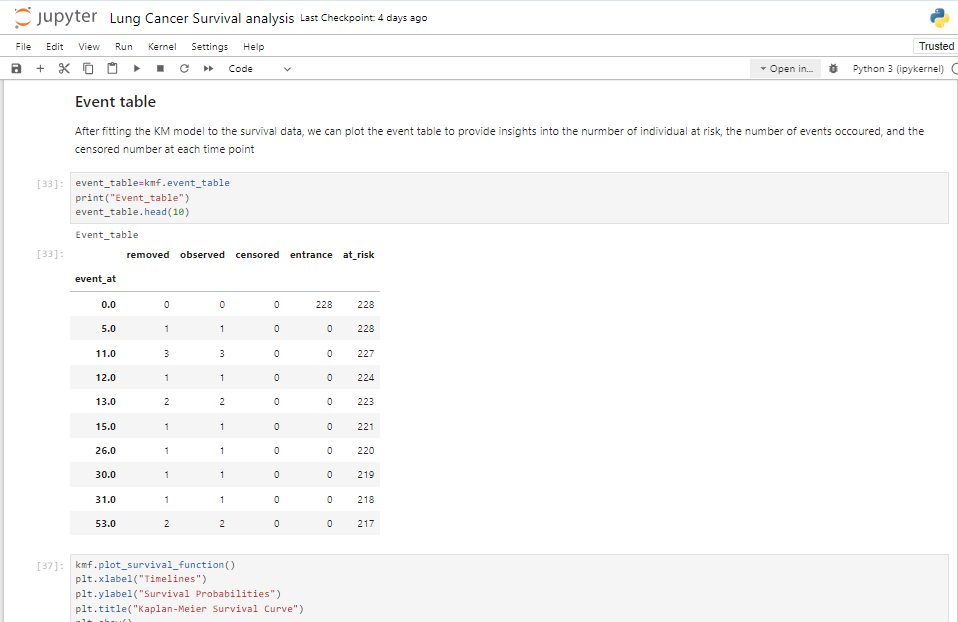 jupyter Lung Cancer Survival analysis Last Checkpoint: 4 days ago
File Edit View Run Kernel Settings Help Trusted
Code Open in... Python 3 (ipykernel)
Event table
After fitting the KM model to the survival data, we can plot the event table to provide insights into the nurmber of individual at risk, the number of events occoured, and the
censored number at each time point
[33]: event_table=kmf.event_table
print("Event_table")
event_table.head(10)
Event_table
[33]: removed observed censored entrance at_risk
event_at
0.0 0 0 0 228 228
5.0 1 1 0 0 228
11.0 3 3 0 0 227
12.0 1 1 0 0 224
13.0 2 2 0 0 223
15.0 1 1 0 0 221
26.0 1 1 0 0 220
30.0 1 1 0 0 219
31.0 1 1 0 0 218
53.0 2 2 0 0 217
[37]: kmf.plot_survival_function()
plt.xlabel("Timelines")
plt.ylabel("Survival Probabilities")
plt.title("Kaplan-Meier Survival Curve")
plt.show()